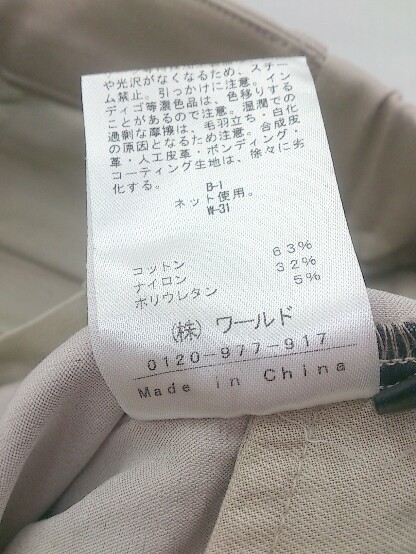 や光沢がなくなるため、スチー
ム禁止。引っかけに注意。イン
ディゴ等濃色品は、色移りする
ことがあるので注意。湿潤での
過剰な摩擦は、毛羽立ち・白化
の原因となるため注意。合成皮
革・人工皮革・ボンディング・
コーティング生地は、徐々に劣
化する。
B-1
ネット使用。
W-31
コットン 63%
ナイロン 32%
ポリウレタン 5%
(株) ワールド
0120-977-917
Made in China